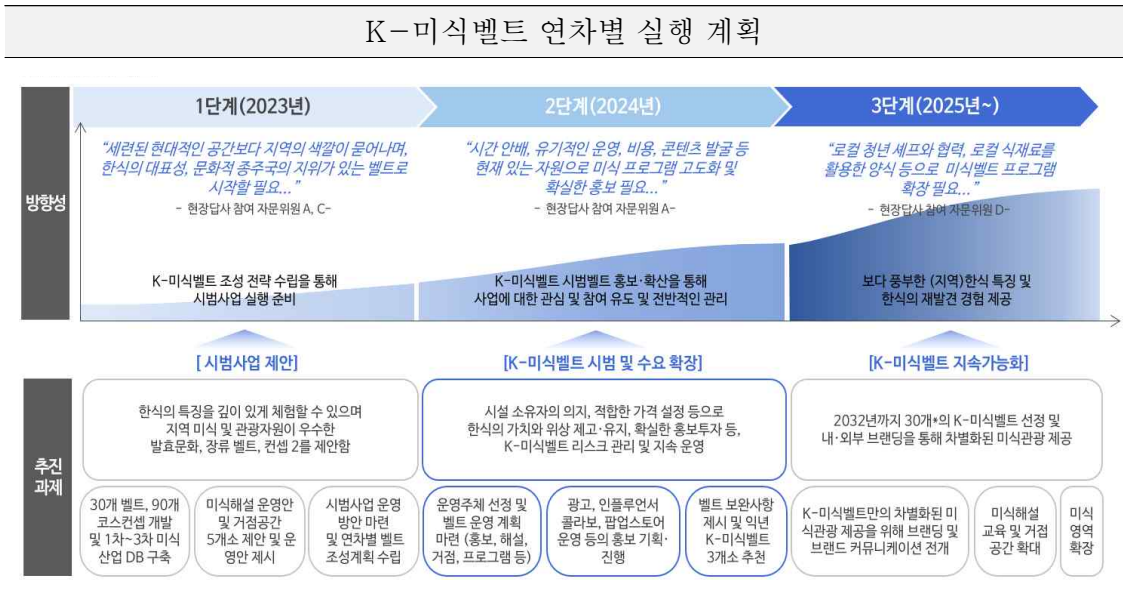 K-미식벨트 연차별 실행 계획
1단계(2023년)
2단계(2024년)
3단계(2025년~)
방향성
“세련된 현대적인 공간보다 지역의 색깔이 묻어나며,
한식의 대표성, 문화적 종주국의 지위가 있는 벨트로
시작할 필요...”
- 현장답사 참여 자문위원 A, C-
“시간 안배, 유기적인 운영, 비용, 콘텐츠 발굴 등
현재 있는 자원으로 미식 프로그램 고도화 및
확실한 홍보 필요...”
- 현장답사 참여 자문위원 A-
“로컬 청년 셰프와 협력, 로컬 식재료를
활용한 양식 등으로 미식벨트 프로그램
확장 필요...”
- 현장답사 참여 자문위원 D-
K-미식벨트 조성 전략 수립을 통해
시범사업 실행 준비
K-미식벨트 시범벨트 홍보·확산을 통해
사업에 대한 관심 및 참여 유도 및 전반적인 관리
보다 풍부한 (지역)한식 특징 및
한식의 재발견 경험 제공
[ 시범사업 제안]
[K-미식벨트 시범 및 수요 확장]
[K-미식벨트 지속가능화]
추진
과제
한식의 특징을 깊이 있게 체험할 수 있으며
지역 미식 및 관광자원이 우수한
발효문화, 장류 벨트, 컨셉 2를 제안함
시설 소유자의 의지, 적합한 가격 설정 등으로
한식의 가치와 위상 제고·유지, 확실한 홍보투자 등,
K-미식벨트 리스크 관리 및 지속 운영
2032년까지 30개*의 K-미식벨트 선정 및
내·외부 브랜딩을 통해 차별화된 미식관광 제공
30개 벨트, 90개
코스컨셉 개발
및 1차~3차 미식
산업 DB 구축
미식해설 운영안
및 거점공간
5개소 제안 및 운
영안 제시
시범사업 운영
방안 마련
및 연차별 벨트
조성계획 수립
운영주체 선정 및
벨트 운영 계획
마련 (홍보, 해설,
거점, 프로그램 등)
광고, 인플루언서
콜라보, 팝업스토어
운영 등의 홍보 기획·
진행
벨트 보완사항
제시 및 익년
K-미식벨트
3개소 추천
K-미식벨트만의 차별화된 미
식관광 제공을 위해 브랜딩 및
브랜드 커뮤니케이션 전개
미식해설
교육 및 거점
공간 확대
미식
영역
확장